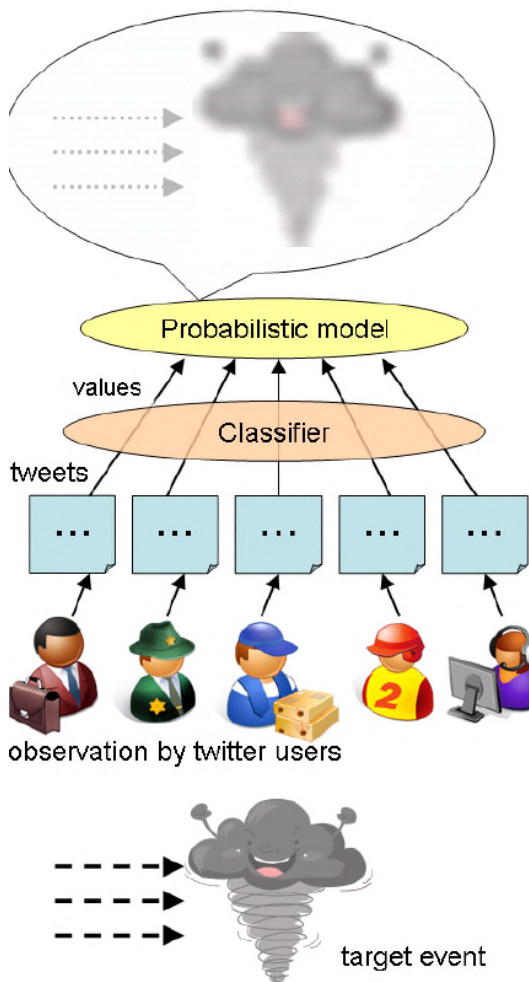 Probabilistic model
values
Classifier
tweets
...
...
...
...
...
2
observation by twitter users
target event